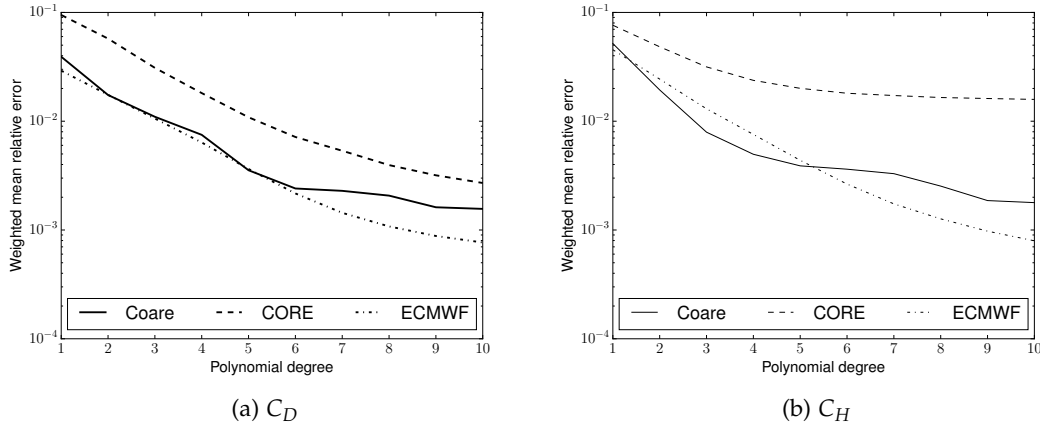 Weighted mean relative error
10⁻¹
10⁻²
10⁻³
10⁻⁴
Coare CORE ECMWF
1 2 3 4 5 6 7 8 9 10
Polynomial degree
(a) C_D
Weighted mean relative error
10⁻¹
10⁻²
10⁻³
10⁻⁴
Coare CORE ECMWF
1 2 3 4 5 6 7 8 9 10
Polynomial degree
(b) C_H